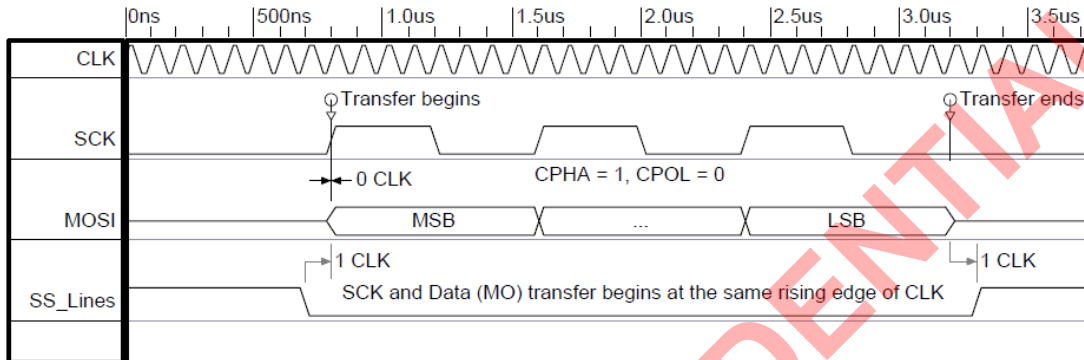 0ns 500ns 1.0us 1.5us 2.0us 2.5us 3.0us 3.5us
CLK
Transfer begins Transfer ends
SCK
0 CLK CPHA = 1, CPOL = 0
MOSI MSB ... LSB
1 CLK 1 CLK
SS_Lines SCK and Data (MO) transfer begins at the same rising edge of CLK
DENTIAL